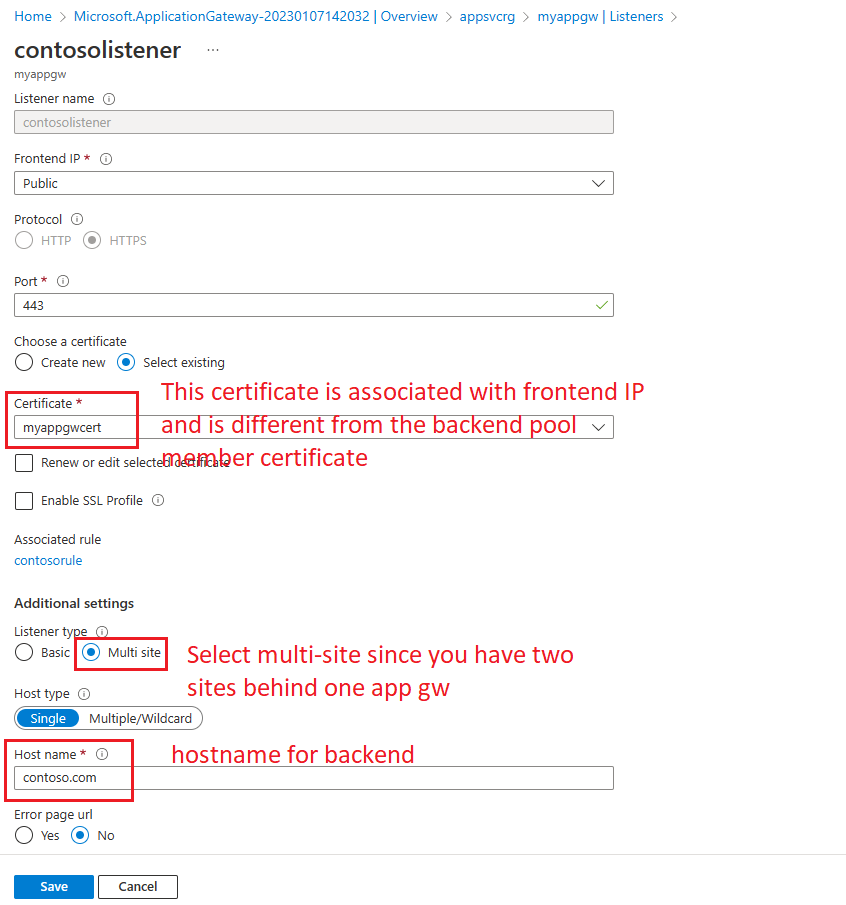 Home > Microsoft.ApplicationGateway-20230107142032 | Overview > appsvcrg > myappgw | Listeners >
contosolistener ...
myappgw
Listener name
contosolistener
Frontend IP *
Public
Protocol
HTTP HTTPS
Port *
443
Choose a certificate
Create new Select existing
This certificate is associated with frontend IP
Certificate *
and is different from the backend pool
myappgwcert
member certificate
Renew or edit selected certificate
Enable SSL Profile
Associated rule
contosorule
Additional settings
Listener type
Basic Multi site
Select multi-site since you have two
sites behind one app gw
Host type
Single Multiple/Wildcard
Host name *
hostname for backend
contoso.com
Error page url
Yes No
Save Cancel